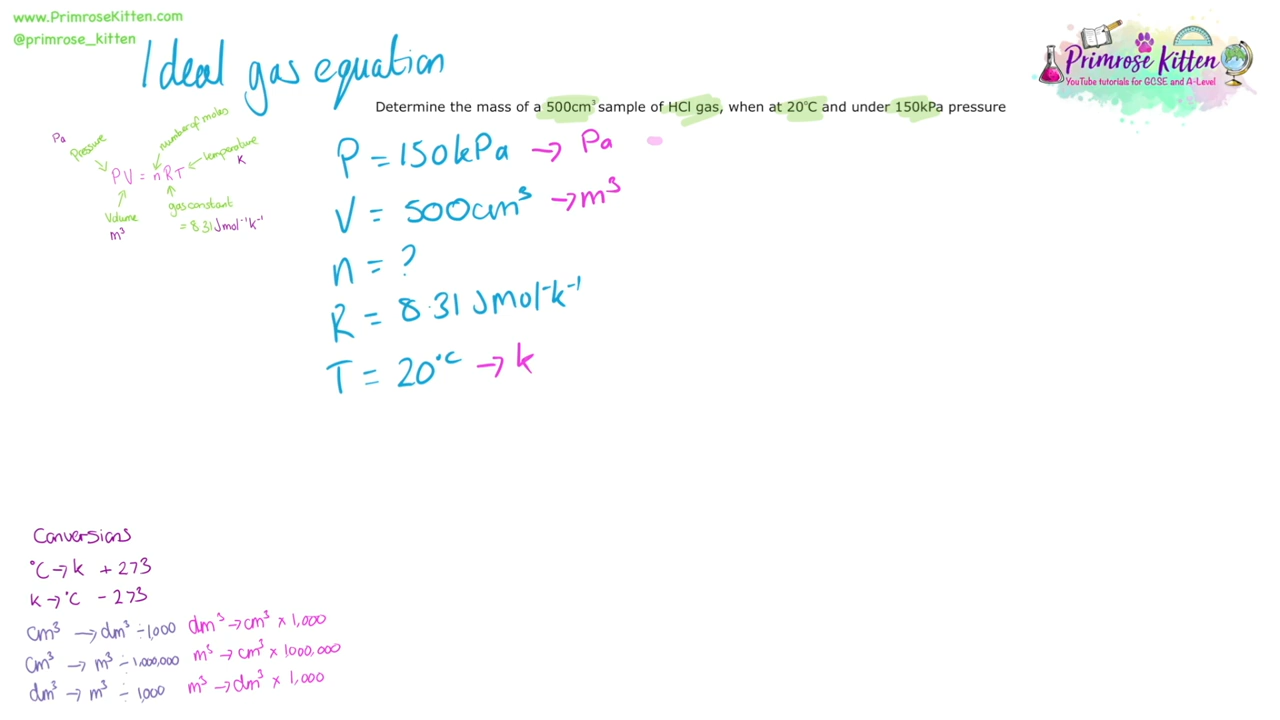 www.PrimroseKitten.com
@primrose_kitten
Ideal gas equation
Primrose Kitten
YouTube tutorials for GCSE and A-Level
Determine the mass of a 500cm³ sample of HCl gas, when at 20°C and under 150kPa pressure
Pa
Pressure
number of moles
temperature
K
PV = nRT
Volume
m³
gas constant
= 8.31 Jmol⁻¹k⁻¹
P = 150kPa → Pa
V = 500cm³ → m³
n = ?
R = 8.31 Jmol⁻k⁻¹
T = 20°C → k
Conversions
°C → k + 273
k → °C - 273
cm³ → dm³ ÷ 1,000
dm³ → cm³ × 1,000
cm³ → m³ ÷ 1,000,000
m³ → cm³ × 1000,000
dm³ → m³ ÷ 1,000
m³ → dm³ × 1,000